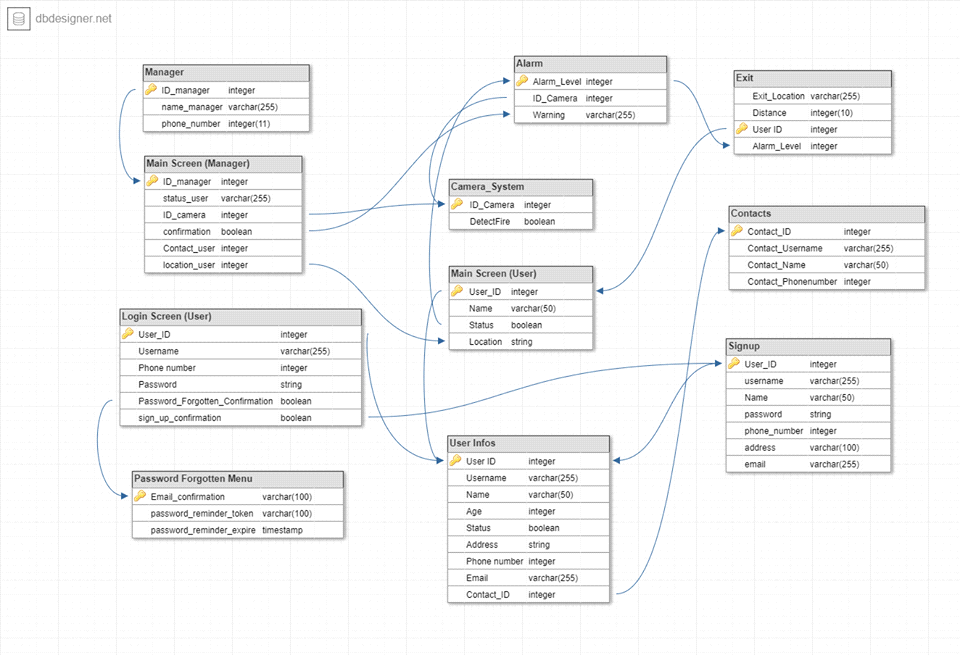 dbdesigner.net
Manager
ID_manager integer
name_manager varchar(255)
phone_number integer(11)
Main Screen (Manager)
ID_manager integer
status_user varchar(255)
ID_camera integer
confirmation boolean
Contact_user integer
location_user integer
Login Screen (User)
User_ID integer
Username varchar(255)
Phone number integer
Password string
Password_Forgotten_Confirmation boolean
sign_up_confirmation boolean
Password Forgotten Menu
Email_confirmation varchar(100)
password_reminder_token varchar(100)
password_reminder_expire timestamp
Alarm
Alarm_Level integer
ID_Camera integer
Warning varchar(255)
Camera_System
ID_Camera integer
DetectFire boolean
Main Screen (User)
User_ID integer
Name varchar(50)
Status boolean
Location string
User Infos
User ID integer
Username varchar(255)
Name varchar(50)
Age integer
Status boolean
Address string
Phone number integer
Email varchar(255)
Contact_ID integer
Exit
Exit_Location varchar(255)
Distance integer(10)
User ID integer
Alarm_Level integer
Contacts
Contact_ID integer
Contact_Username varchar(255)
Contact_Name varchar(50)
Contact_Phonenumber integer
Signup
User_ID integer
username varchar(255)
Name varchar(50)
password string
phone_number integer
address varchar(100)
email varchar(255)